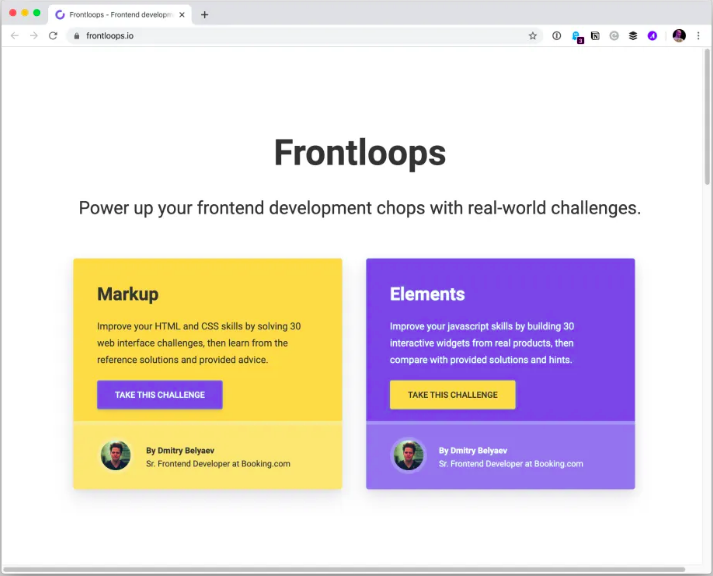 Frontloops – Frontend developm
frontloops.io
Frontloops
Power up your frontend development chops with real-world challenges.
Markup
Improve your HTML and CSS skills by solving 30
web interface challenges, then learn from the
reference solutions and provided advice.
TAKE THIS CHALLENGE
By Dmitry Belyaev
Sr. Frontend Developer at Booking.com
Elements
Improve your javascript skills by building 30
interactive widgets from real products, then
compare with provided solutions and hints.
TAKE THIS CHALLENGE
By Dmitry Belyaev
Sr. Frontend Developer at Booking.com